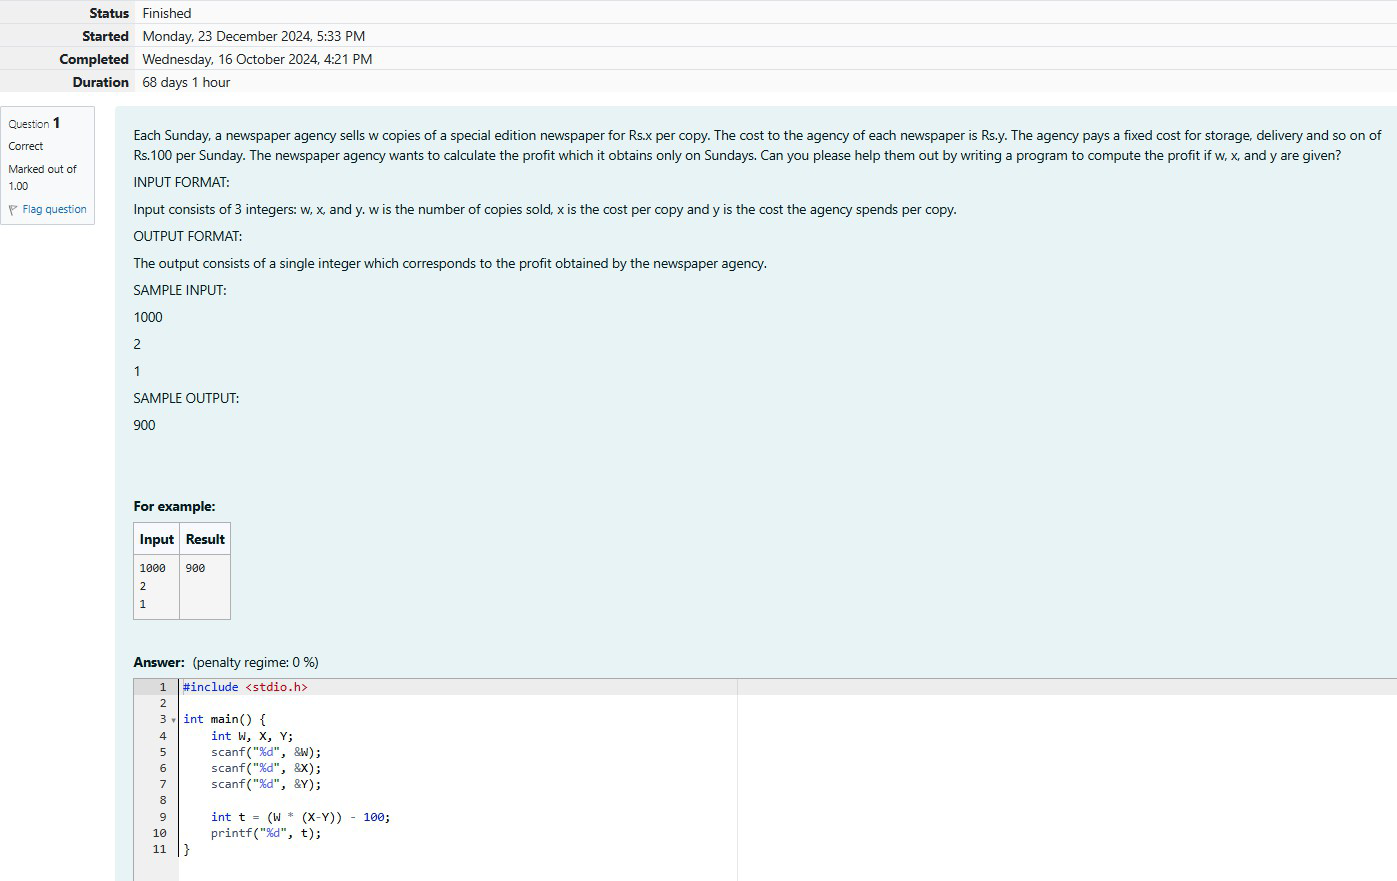 Status Finished
Started Monday, 23 December 2024, 5:33 PM
Completed Wednesday, 16 October 2024, 4:21 PM
Duration 68 days 1 hour
Question 1
Correct
Marked out of
1.00
Flag question
Each Sunday, a newspaper agency sells w copies of a special edition newspaper for Rs.x per copy. The cost to the agency of each newspaper is Rs.y. The agency pays a fixed cost for storage, delivery and so on of
Rs.100 per Sunday. The newspaper agency wants to calculate the profit which it obtains only on Sundays. Can you please help them out by writing a program to compute the profit if w, x, and y are given?
INPUT FORMAT:
Input consists of 3 integers: w, x, and y. w is the number of copies sold, x is the cost per copy and y is the cost the agency spends per copy.
OUTPUT FORMAT:
The output consists of a single integer which corresponds to the profit obtained by the newspaper agency.
SAMPLE INPUT:
1000
2
1
SAMPLE OUTPUT:
900
For example:
Input Result
1000 900
2
1
Answer: (penalty regime: 0 %)
1 #include <stdio.h>
2
3 int main() {
4 int W, X, Y;
5 scanf("%d", &W);
6 scanf("%d", &X);
7 scanf("%d", &Y);
8
9 int t = (W * (X-Y)) - 100;
10 printf("%d", t);
11 }